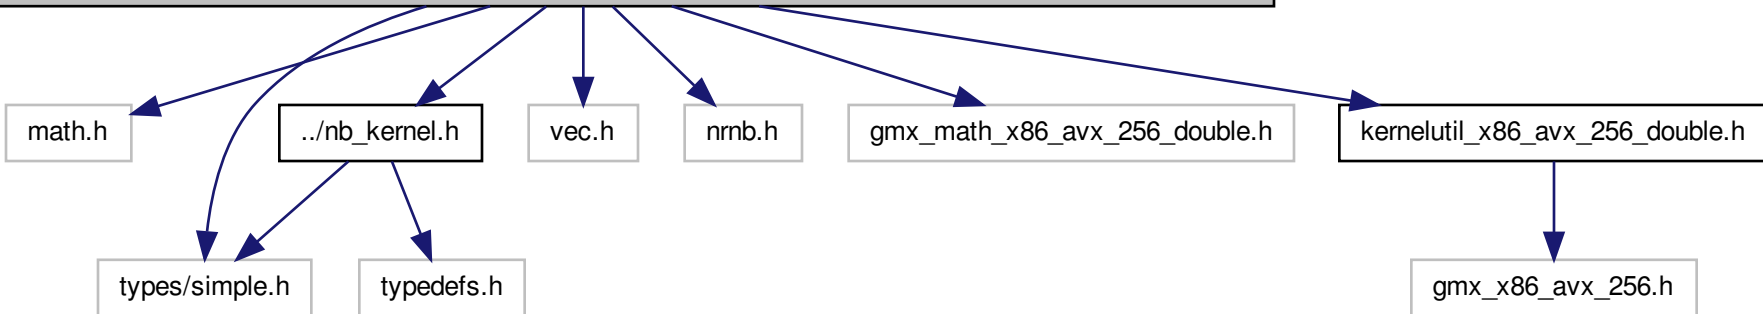 math.h
../nb_kernel.h
vec.h
nrnb.h
gmx_math_x86_avx_256_double.h
kernelutil_x86_avx_256_double.h
types/simple.h
typedefs.h
gmx_x86_avx_256.h